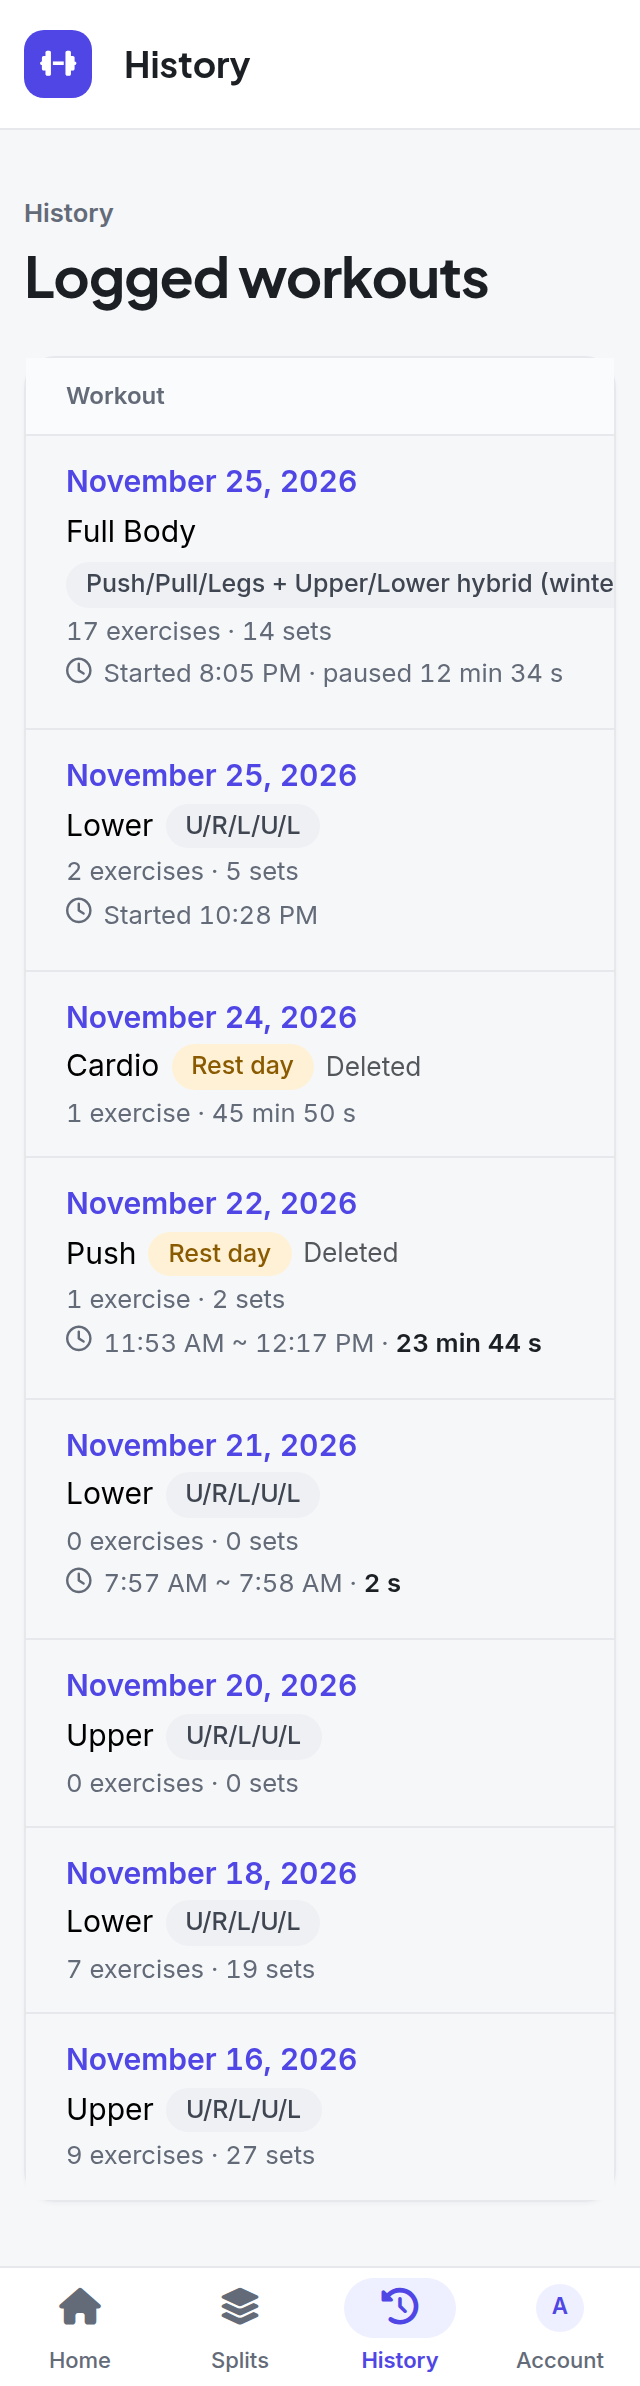 History
History
Logged workouts
Workout
November 25, 2026
Full Body
Push/Pull/Legs + Upper/Lower hybrid (winte
17 exercises · 14 sets
Started 8:05 PM · paused 12 min 34 s
November 25, 2026
Lower U/R/L/U/L
2 exercises · 5 sets
Started 10:28 PM
November 24, 2026
Cardio Rest day Deleted
1 exercise · 45 min 50 s
November 22, 2026
Push Rest day Deleted
1 exercise · 2 sets
11:53 AM ~ 12:17 PM · 23 min 44 s
November 21, 2026
Lower U/R/L/U/L
0 exercises · 0 sets
7:57 AM ~ 7:58 AM · 2 s
November 20, 2026
Upper U/R/L/U/L
0 exercises · 0 sets
November 18, 2026
Lower U/R/L/U/L
7 exercises · 19 sets
November 16, 2026
Upper U/R/L/U/L
9 exercises · 27 sets
A
Home Splits History Account